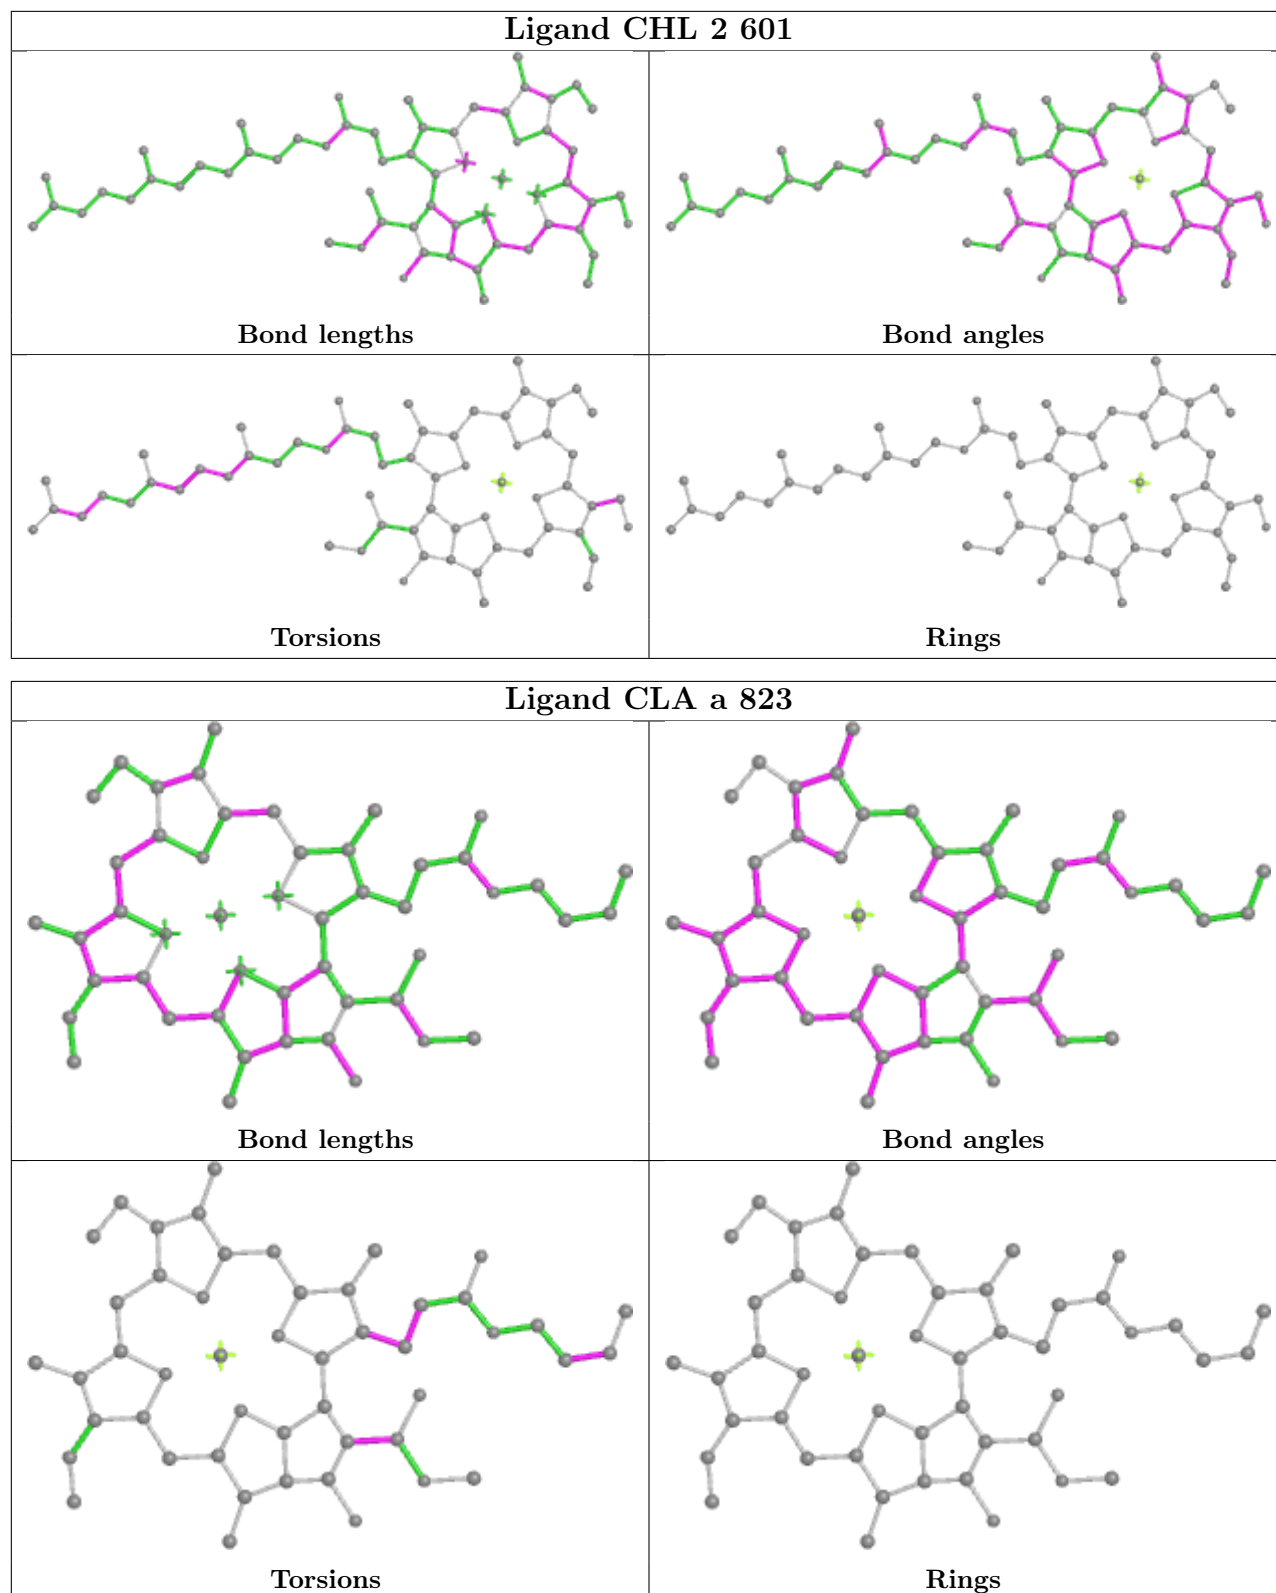 Ligand CHL 2 601
Bond lengths
Bond angles
Torsions
Rings
Ligand CLA a 823
Bond lengths
Bond angles
Torsions
Rings